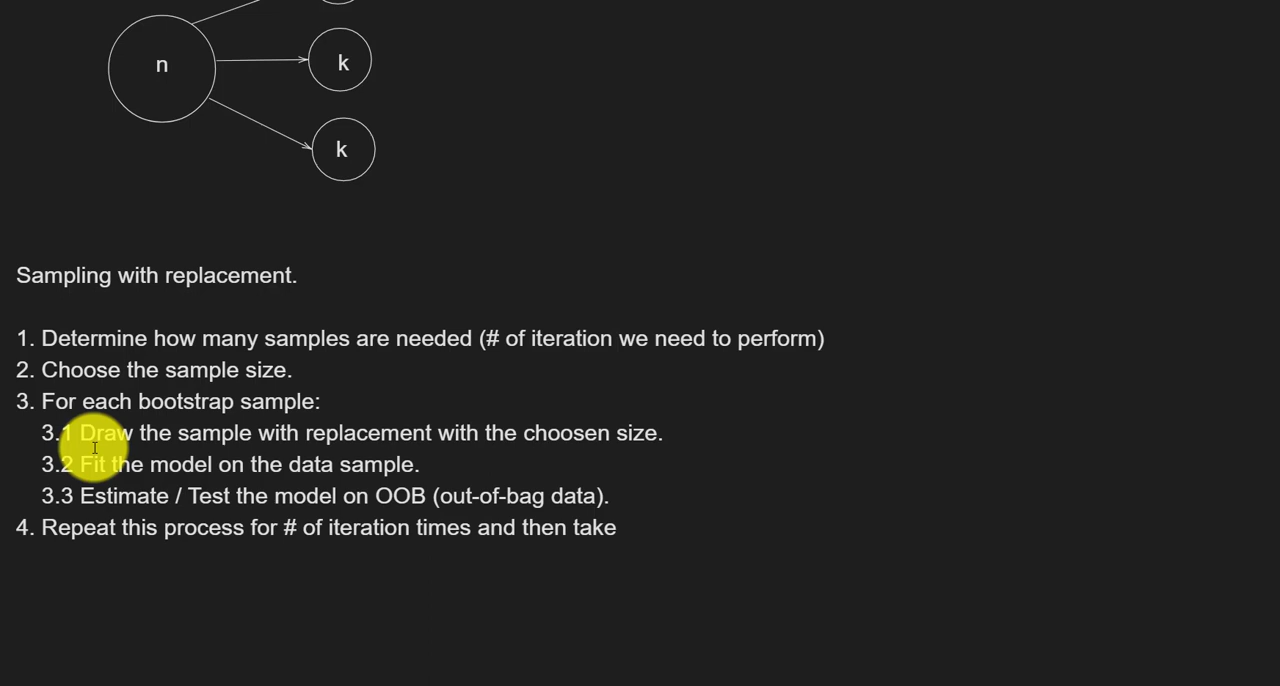 n
k
k
Sampling with replacement.
1. Determine how many samples are needed (# of iteration we need to perform)
2. Choose the sample size.
3. For each bootstrap sample:
3.1 Draw the sample with replacement with the choosen size.
3.2 Fit the model on the data sample.
3.3 Estimate / Test the model on OOB (out-of-bag data).
4. Repeat this process for # of iteration times and then take